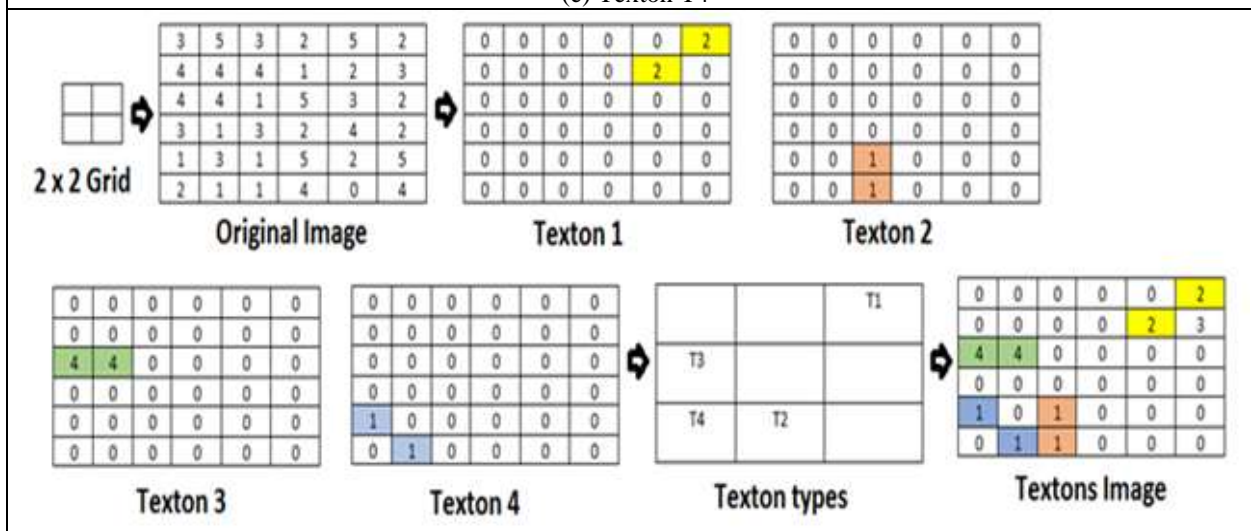 (e) Texton T4
3 5 3 2 5 2
4 4 4 1 2 3
4 4 1 5 3 2
3 1 3 2 4 2
1 3 1 5 2 5
2 1 1 4 0 4
2 x 2 Grid
Original Image
0 0 0 0 0 2
0 0 0 0 2 0
0 0 0 0 0 0
0 0 0 0 0 0
0 0 0 0 0 0
0 0 0 0 0 0
Texton 1
0 0 0 0 0 0
0 0 0 0 0 0
0 0 0 0 0 0
0 0 0 0 0 0
0 0 1 0 0 0
0 0 1 0 0 0
Texton 2
0 0 0 0 0 0
0 0 0 0 0 0
4 4 0 0 0 0
0 0 0 0 0 0
0 0 0 0 0 0
0 0 0 0 0 0
Texton 3
0 0 0 0 0 0
0 0 0 0 0 0
0 0 0 0 0 0
0 0 0 0 0 0
1 0 0 0 0 0
0 1 0 0 0 0
Texton 4
T1
T3
T4 T2
Texton types
0 0 0 0 0 2
0 0 0 0 2 3
4 4 0 0 0 0
0 0 0 0 0 0
1 0 1 0 0 0
0 1 1 0 0 0
Textons Image